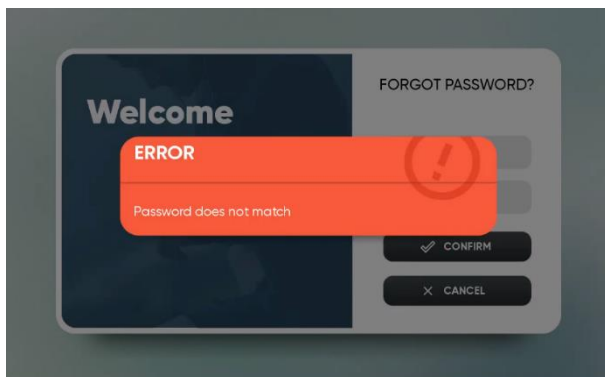 FORGOT PASSWORD?
Welcome
ERROR
Password does not match
CONFIRM
CANCEL